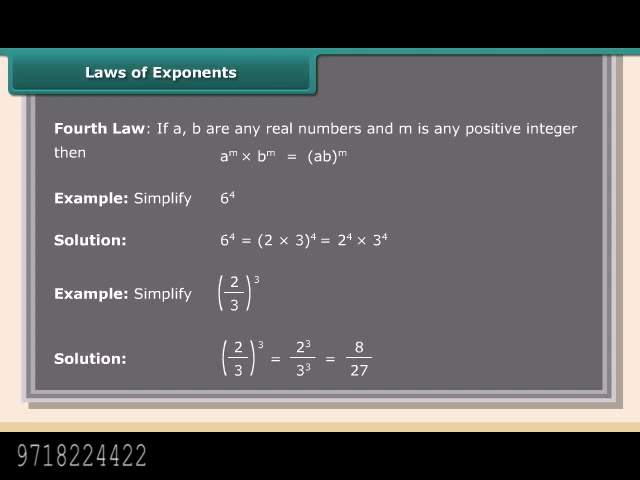 Laws of Exponents
Fourth Law: If a, b are any real numbers and m is any positive integer
then aᵐ × bᵐ = (ab)ᵐ
Example: Simplify 6⁴
Solution: 6⁴ = (2 × 3)⁴ = 2⁴ × 3⁴
Example: Simplify (2/3)³
Solution: (2/3)³ = 2³/3³ = 8/27
9718224422